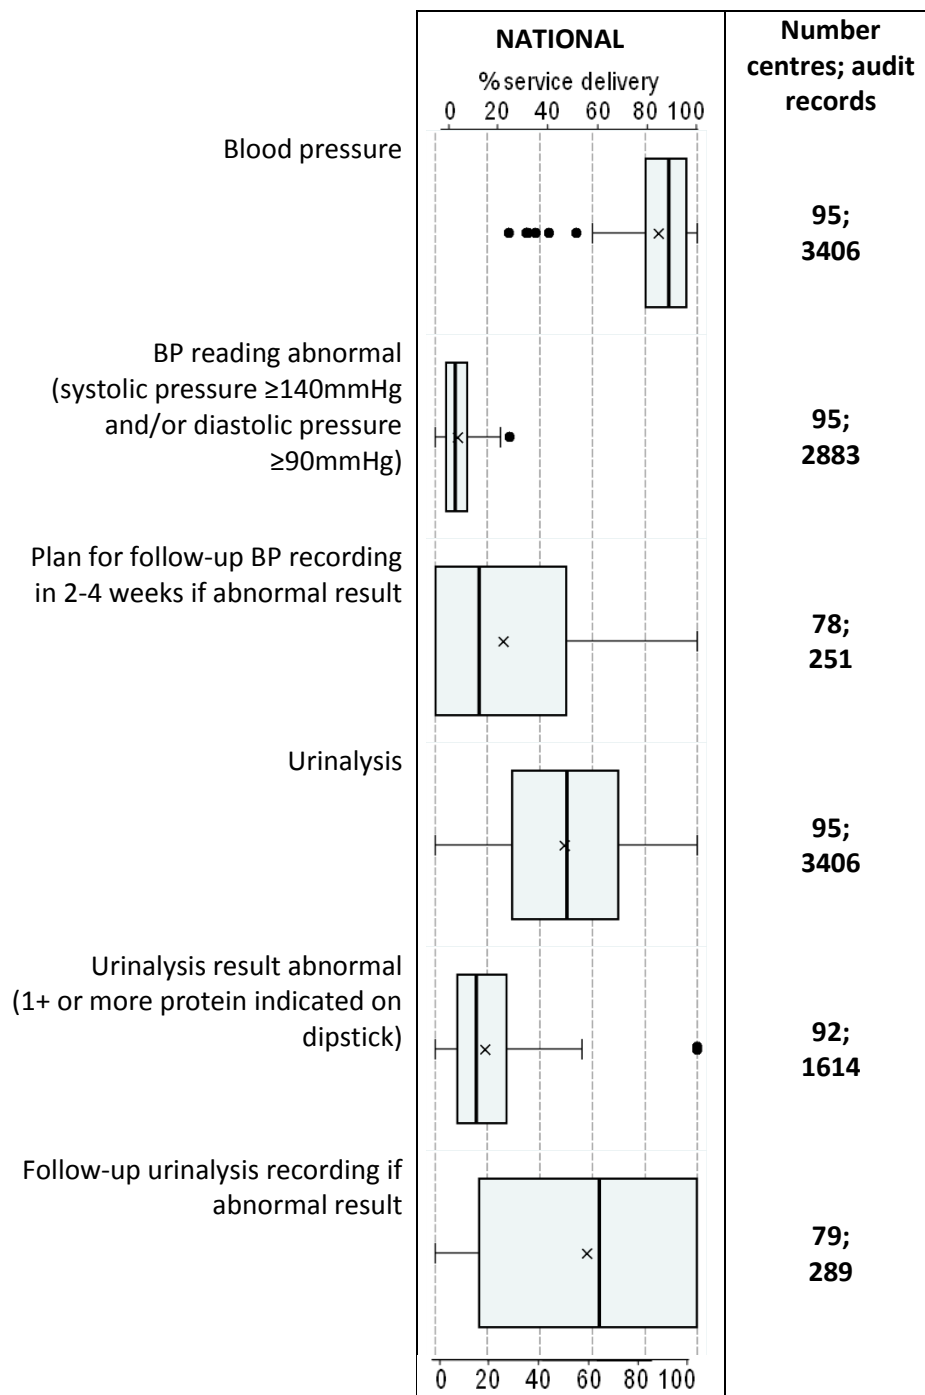 NATIONAL
% service delivery
0 20 40 60 80 100
Number
centres; audit
records
Blood pressure
95;
3406
BP reading abnormal
(systolic pressure ≥140mmHg
and/or diastolic pressure
≥90mmHg)
95;
2883
Plan for follow-up BP recording
in 2-4 weeks if abnormal result
78;
251
Urinalysis
95;
3406
Urinalysis result abnormal
(1+ or more protein indicated on
dipstick)
92;
1614
Follow-up urinalysis recording if
abnormal result
79;
289
0 20 40 60 80 100